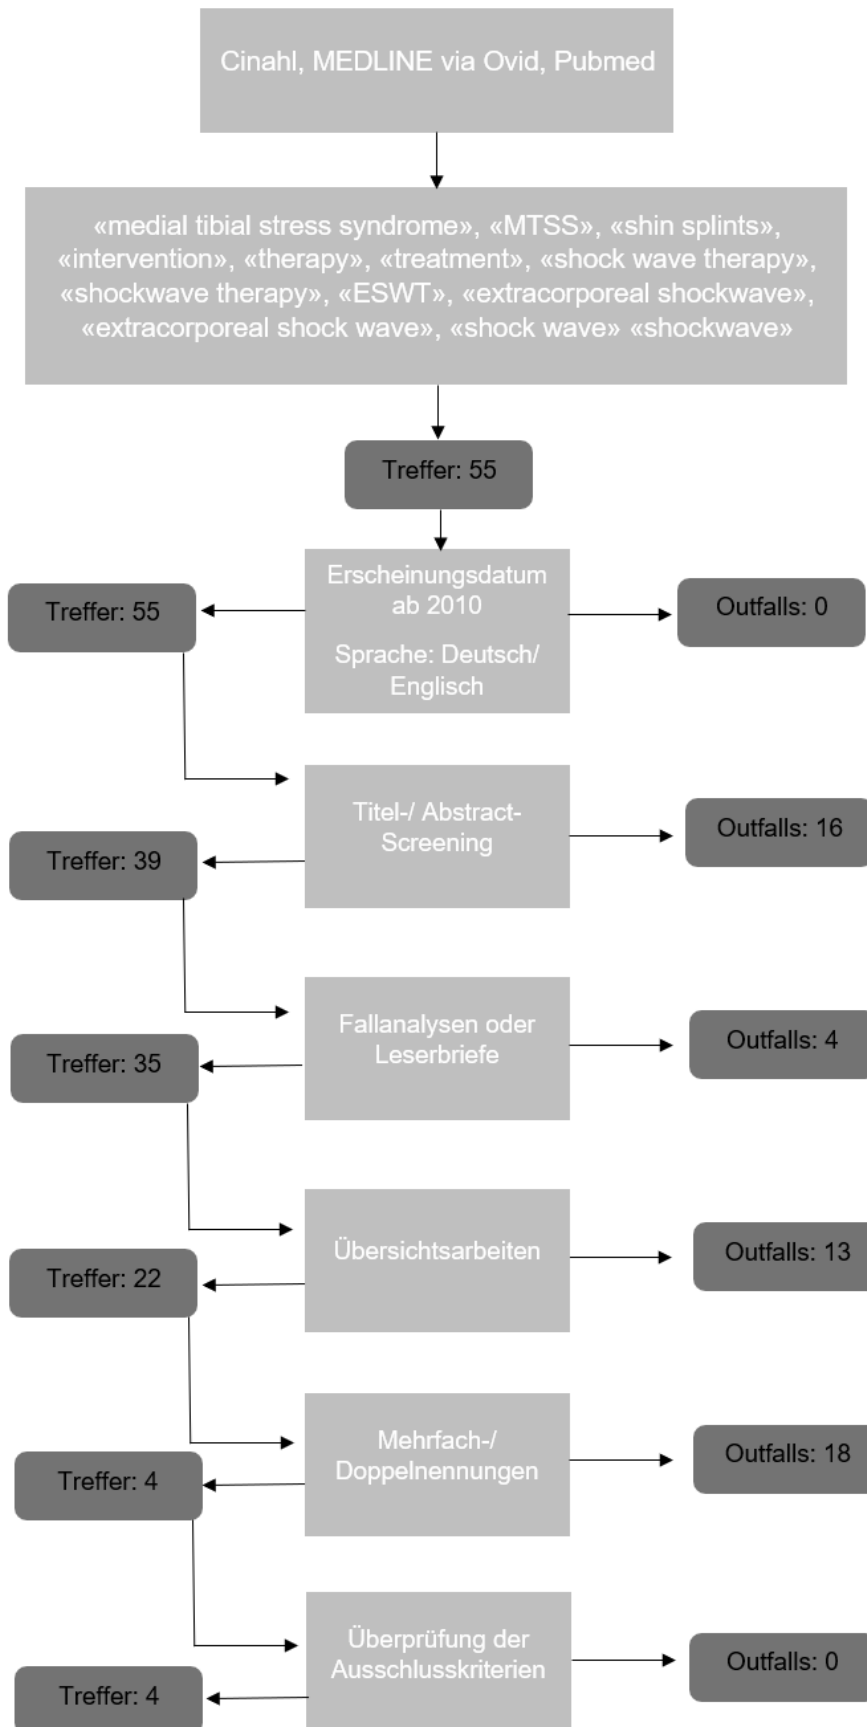 Cinahl, MEDLINE via Ovid, Pubmed
«medial tibial stress syndrome», «MTSS», «shin splints»,
«intervention», «therapy», «treatment», «shock wave therapy»,
«shockwave therapy», «ESWT», «extracorporeal shockwave»,
«extracorporeal shock wave», «shock wave» «shockwave»
Treffer: 55
Erscheinungsdatum
ab 2010
Sprache: Deutsch/
Englisch
Treffer: 55
Outfalls: 0
Titel-/ Abstract-
Screening
Outfalls: 16
Treffer: 39
Fallanalysen oder
Leserbriefe
Outfalls: 4
Treffer: 35
Übersichtsarbeiten
Outfalls: 13
Treffer: 22
Mehrfach-/
Doppelnennungen
Outfalls: 18
Treffer: 4
Überprüfung der
Ausschlusskriterien
Outfalls: 0
Treffer: 4